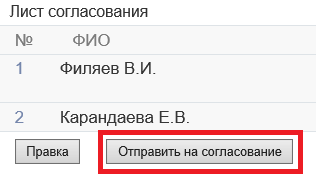 Лист согласования
№ ФИО
1 Филяев В.И.
2 Карандаева Е.В.
Правка Отправить на согласование